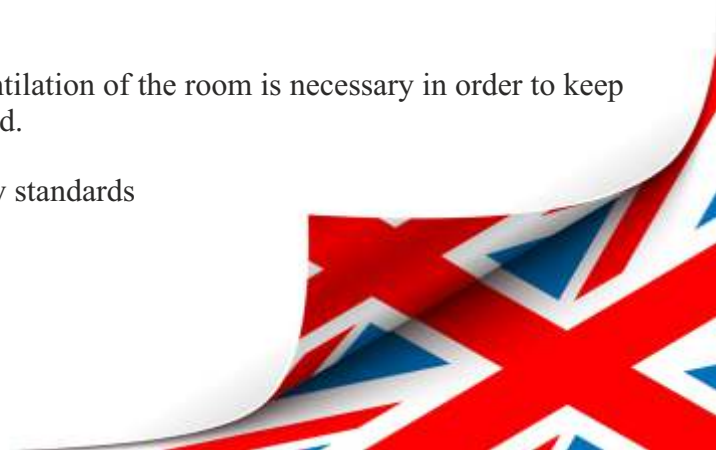 ntilation of the room is necessary in order to keep
d.
standards